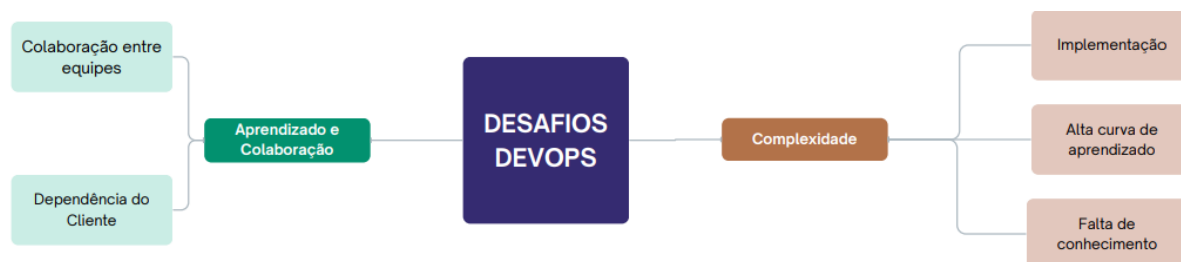 Colaboração entre
equipes
Dependência do
Cliente
Aprendizado e
Colaboração
DESAFIOS
DEVOPS
Complexidade
Implementação
Alta curva de
aprendizado
Falta de
conhecimento